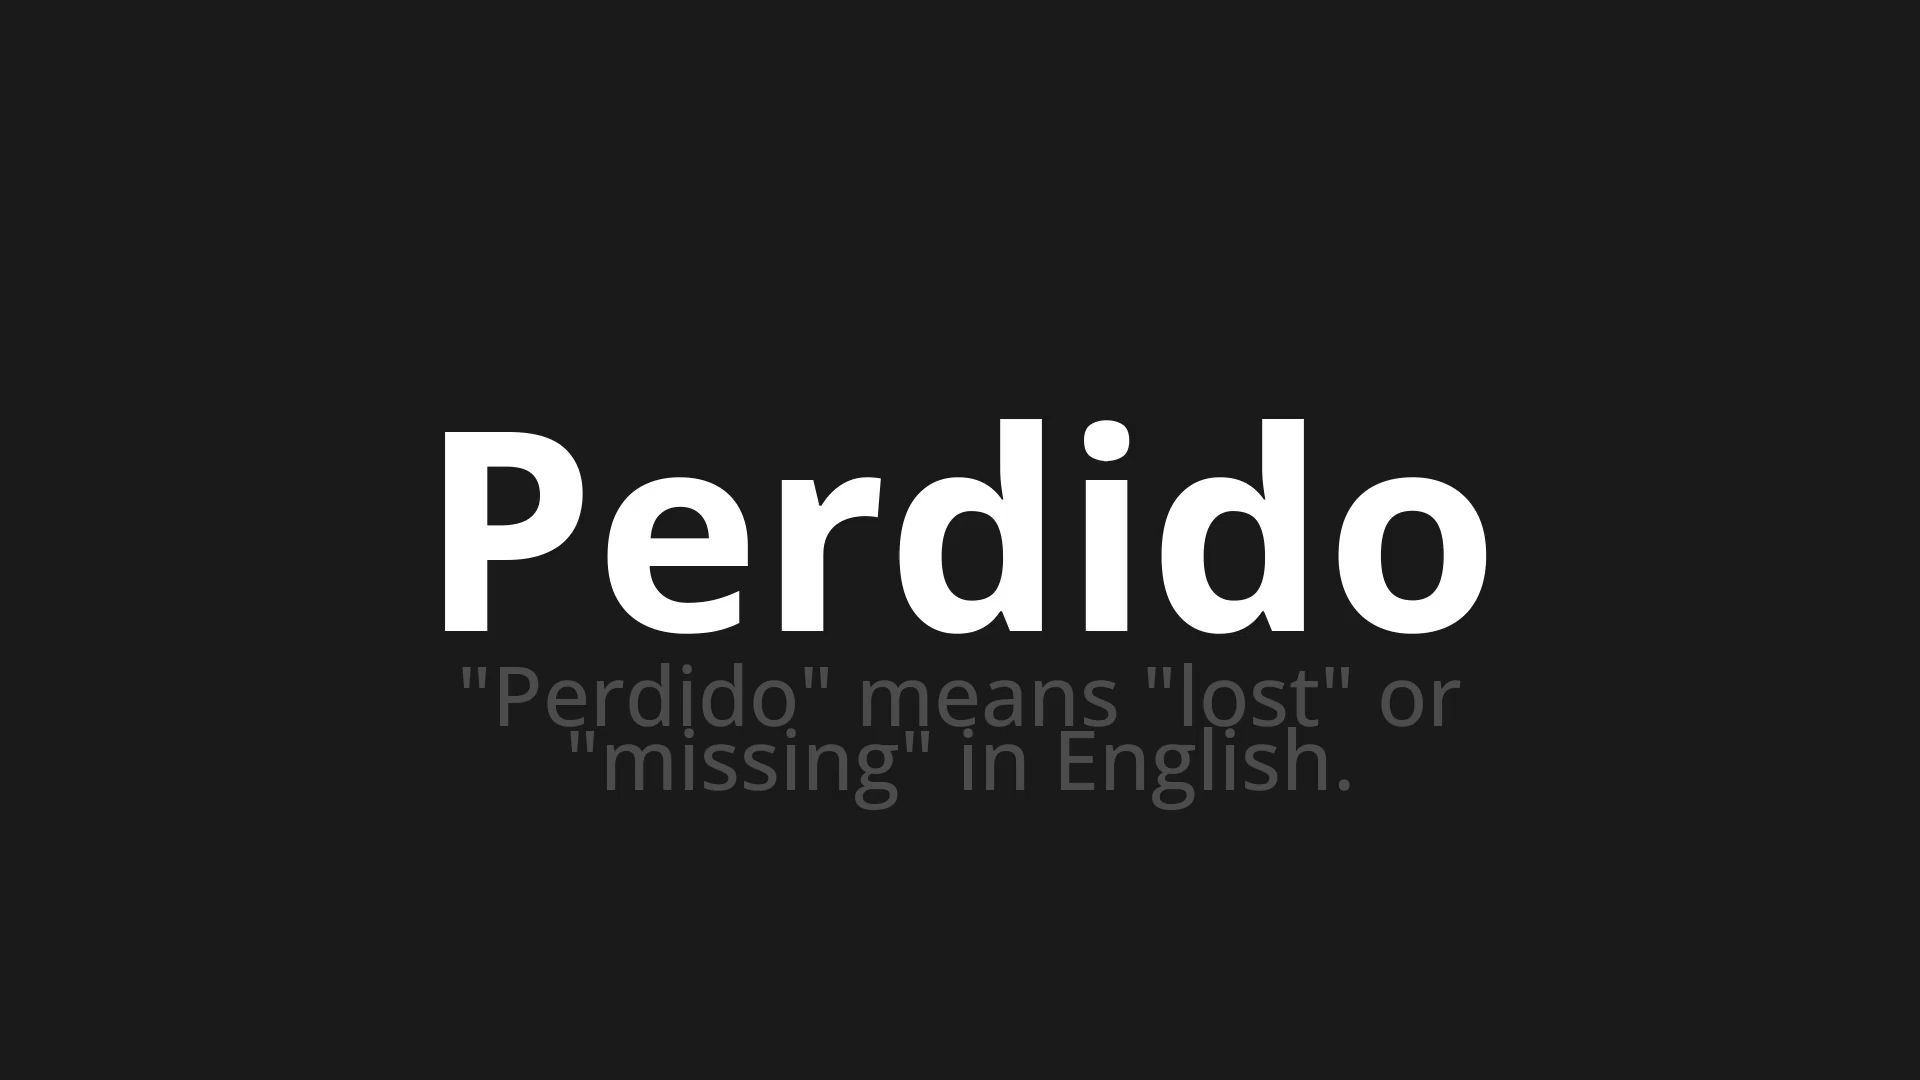 Perdido
"Perdido" means "lost" or
"missing" in English.